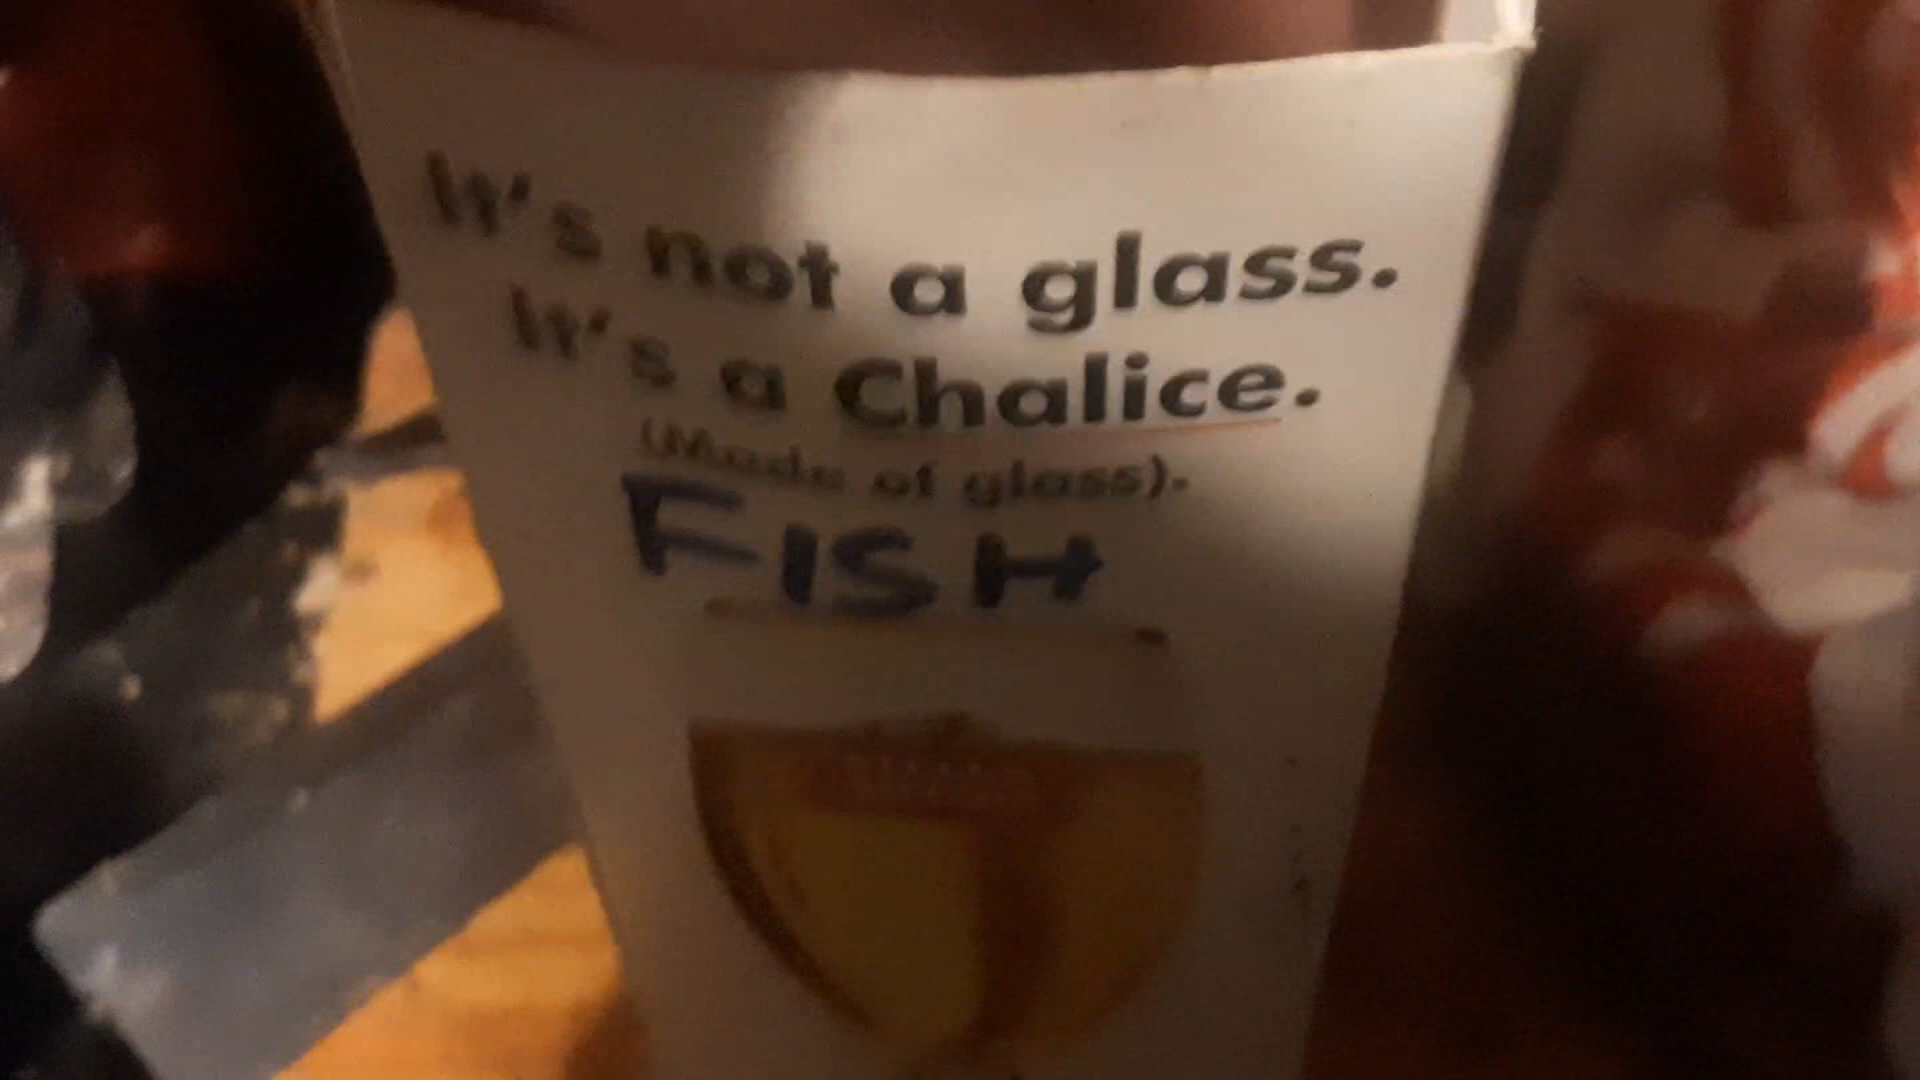 It's not a glass.
It's a Chalice.
(Made of glass).
FISH